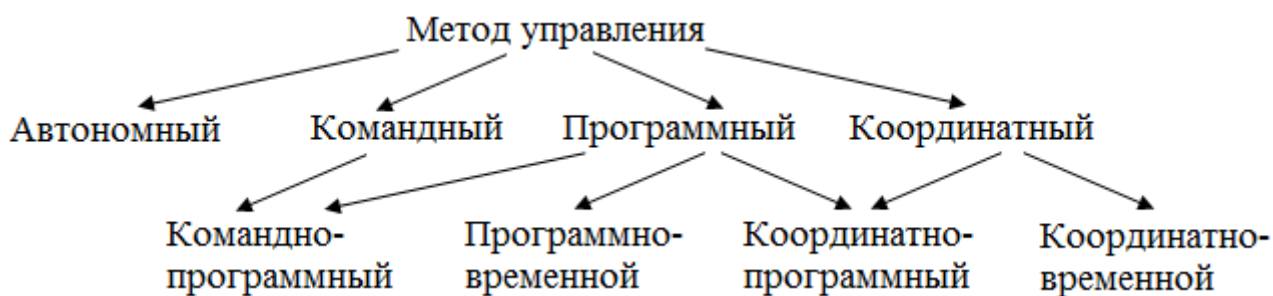 Метод управления
Автономный Командный Программный Координатный
Командно- Программно- Координатно- Координатно-
программный временной программный временной